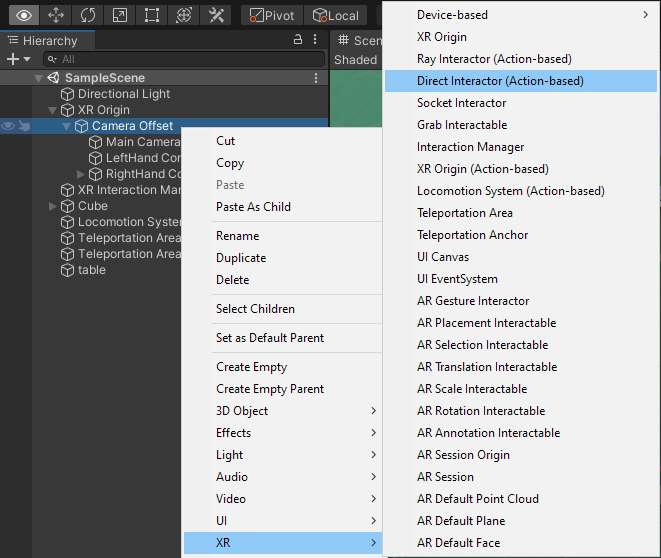 Pivot
Local
Hierarchy
All
SampleScene
Directional Light
XR Origin
Camera Offset
Main Camera
LeftHand Con
RightHand Co
XR Interaction Man
Cube
Locomotion System
Teleportation Area
Teleportation Area
table
Scen
Shaded
Cut
Copy
Paste
Paste As Child
Rename
Duplicate
Delete
Select Children
Set as Default Parent
Create Empty
Create Empty Parent
3D Object
Effects
Light
Audio
Video
UI
XR
Device-based
XR Origin
Ray Interactor (Action-based)
Direct Interactor (Action-based)
Socket Interactor
Grab Interactable
Interaction Manager
XR Origin (Action-based)
Locomotion System (Action-based)
Teleportation Area
Teleportation Anchor
UI Canvas
UI EventSystem
AR Gesture Interactor
AR Placement Interactable
AR Selection Interactable
AR Translation Interactable
AR Scale Interactable
AR Rotation Interactable
AR Annotation Interactable
AR Session Origin
AR Session
AR Default Point Cloud
AR Default Plane
AR Default Face